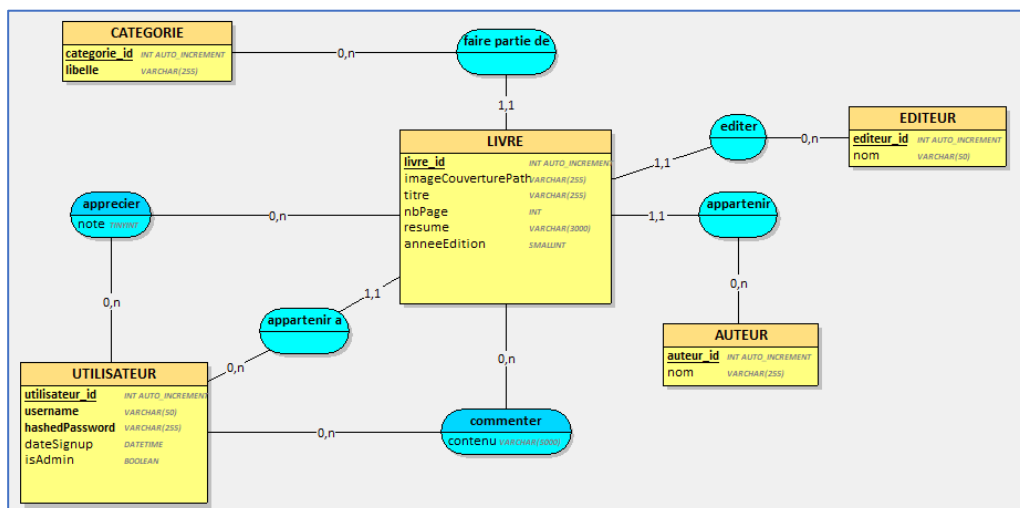 CATEGORIE
categorie_id INT AUTO_INCREMENT
libelle VARCHAR(255)
0,n
faire partie de
1,1
LIVRE
livre_id INT AUTO_INCREMENT
imageCouverturePath VARCHAR(255)
titre VARCHAR(255)
nbPage INT
resume VARCHAR(3000)
anneeEdition SMALLINT
editer
1,1
0,n
EDITEUR
editeur_id INT AUTO_INCREMENT
nom VARCHAR(50)
apprecier
note TINYINT
0,n
0,n
1,1
appartenir
0,n
AUTEUR
auteur_id INT AUTO_INCREMENT
nom VARCHAR(255)
1,1
appartenir a
0,n
UTILISATEUR
utilisateur_id INT AUTO_INCREMENT
username VARCHAR(50)
hashedPassword VARCHAR(255)
dateSignup DATETIME
isAdmin BOOLEAN
0,n
0,n
commenter
contenu VARCHAR(5000)